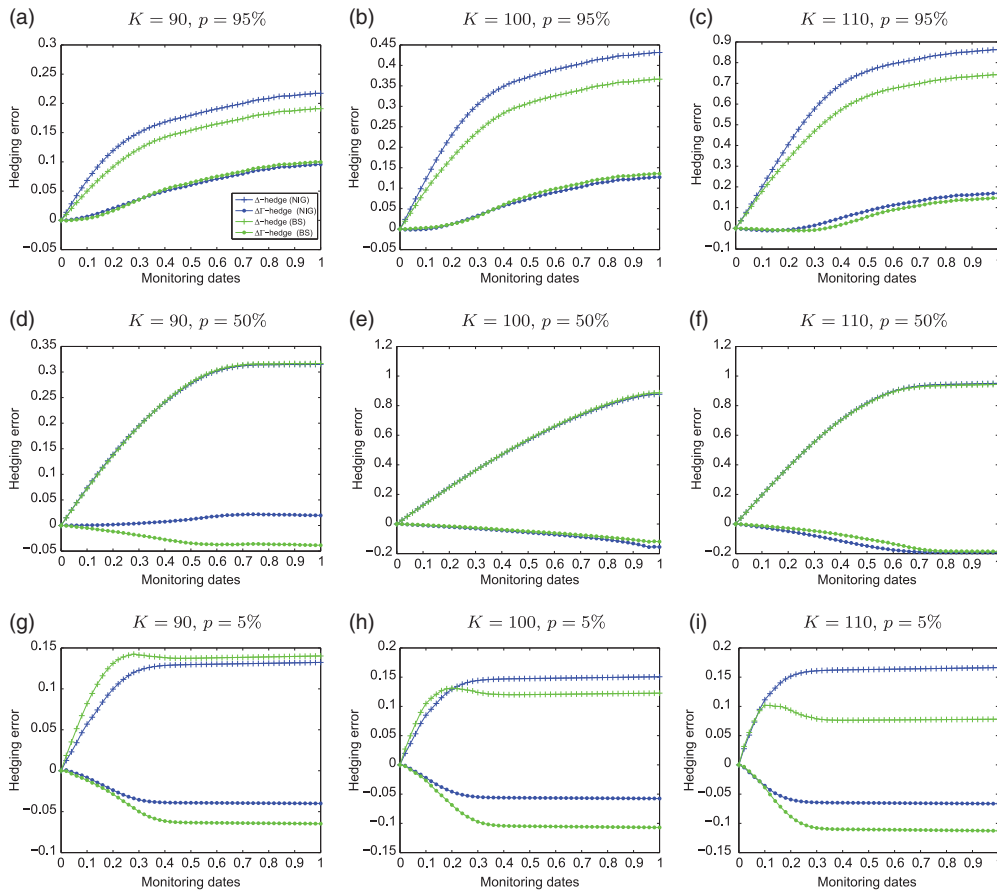 (a) K = 90, p = 95%
0.3
0.25
0.2
0.15
0.1
0.05
0
−0.05
Hedging error
Δ−hedge (NIG)
ΔΓ−hedge (NIG)
Δ−hedge (BS)
ΔΓ−hedge (BS)
0 0.1 0.2 0.3 0.4 0.5 0.6 0.7 0.8 0.9 1
Monitoring dates
(b) K = 100, p = 95%
0.45
0.4
0.35
0.3
0.25
0.2
0.15
0.1
0.05
0
−0.05
Hedging error
0 0.1 0.2 0.3 0.4 0.5 0.6 0.7 0.8 0.9 1
Monitoring dates
(c) K = 110, p = 95%
0.9
0.8
0.7
0.6
0.5
0.4
0.3
0.2
0.1
0
−0.1
Hedging error
0 0.1 0.2 0.3 0.4 0.5 0.6 0.7 0.8 0.9 1
Monitoring dates
(d) K = 90, p = 50%
0.35
0.3
0.25
0.2
0.15
0.1
0.05
0
−0.05
Hedging error
0 0.1 0.2 0.3 0.4 0.5 0.6 0.7 0.8 0.9 1
Monitoring dates
(e) K = 100, p = 50%
1.2
1
0.8
0.6
0.4
0.2
0
−0.2
Hedging error
0 0.1 0.2 0.3 0.4 0.5 0.6 0.7 0.8 0.9 1
Monitoring dates
(f) K = 110, p = 50%
1.2
1
0.8
0.6
0.4
0.2
0
−0.2
Hedging error
0 0.1 0.2 0.3 0.4 0.5 0.6 0.7 0.8 0.9 1
Monitoring dates
(g) K = 90, p = 5%
0.15
0.1
0.05
0
−0.05
−0.1
Hedging error
0 0.1 0.2 0.3 0.4 0.5 0.6 0.7 0.8 0.9 1
Monitoring dates
(h) K = 100, p = 5%
0.2
0.15
0.1
0.05
0
−0.05
−0.1
−0.15
Hedging error
0 0.1 0.2 0.3 0.4 0.5 0.6 0.7 0.8 0.9 1
Monitoring dates
(i) K = 110, p = 5%
0.2
0.15
0.1
0.05
0
−0.05
−0.1
−0.15
Hedging error
0 0.1 0.2 0.3 0.4 0.5 0.6 0.7 0.8 0.9 1
Monitoring dates